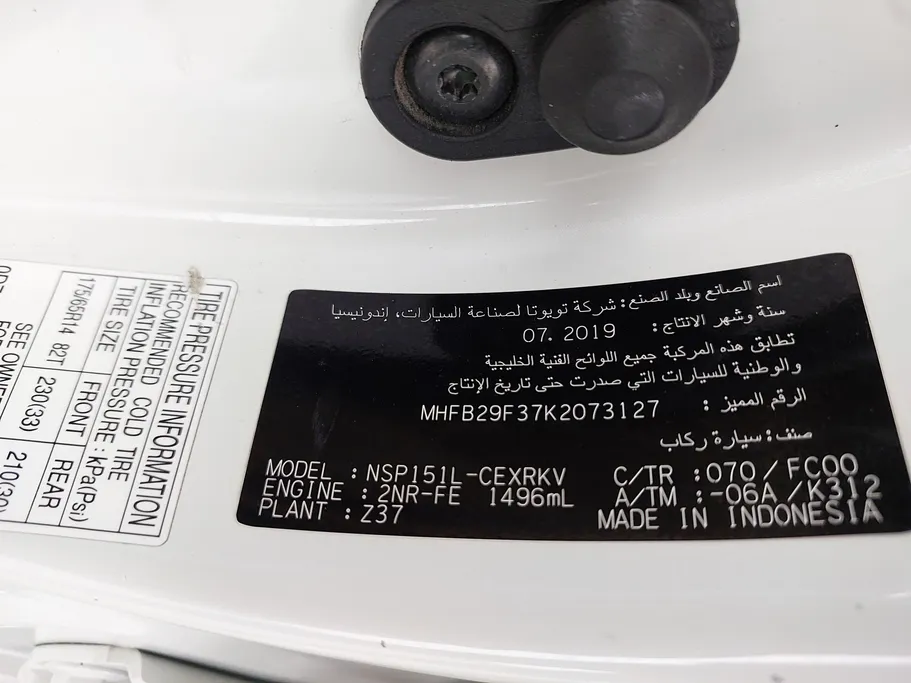 اسم الصانع وبلد الصنع: شركة تويوتا لصناعة السيارات، إندونيسيا
سنة وشهر الانتاج: 07. 2019
تطابق هذه المركبة جميع اللوائح الفنية الخليجية
والوطنية للسيارات التي صدرت حتى تاريخ الإنتاج
الرقم المميز : MHFB29F37K2073127
صنف: سيارة ركاب
MODEL : NSP151L-CEXRKV C/TR : 070 / FC00
ENGINE : 2NR-FE 1496mL A/TM : -06A / K312
PLANT : Z37 MADE IN INDONESIA
TIRE PRESSURE INFORMATION
RECOMMENDED COLD TIRE
INFLATION PRESSURE : kPa(Psi)
TIRE SIZE FRONT REAR
175/65R14 82T 230(33) 210(30)
SEE OWNER